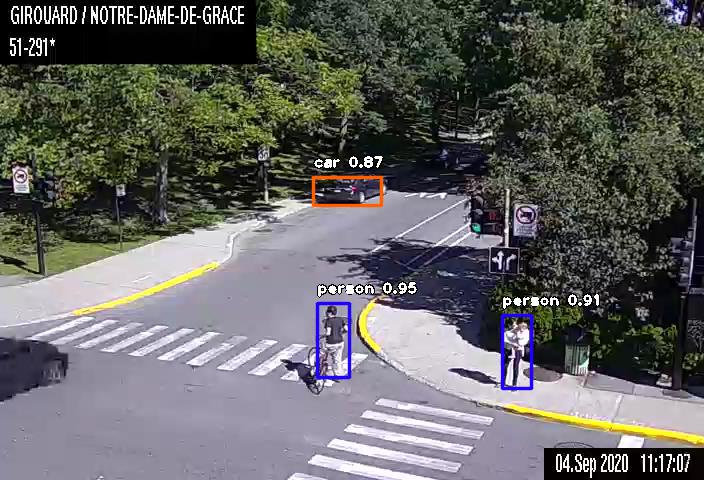 GIROUARD / NOTRE-DAME-DE-GRACE
51-291*
car 0.87
person 0.95
person 0.91
04.Sep 2020 11:17:07